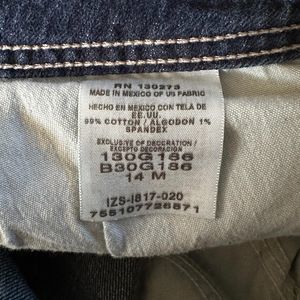 RN 130273
MADE IN MEXICO OF US FABRIC
HECHO EN MEXICO CON TELA DE
EE.UU.
99% COTTON / ALGODON 1%
SPANDEX
EXCLUSIVE OF DECORATION /
EXCEPTO DECORACION
130G186
B30G186
14 M
IZS-I817-020
755107726871